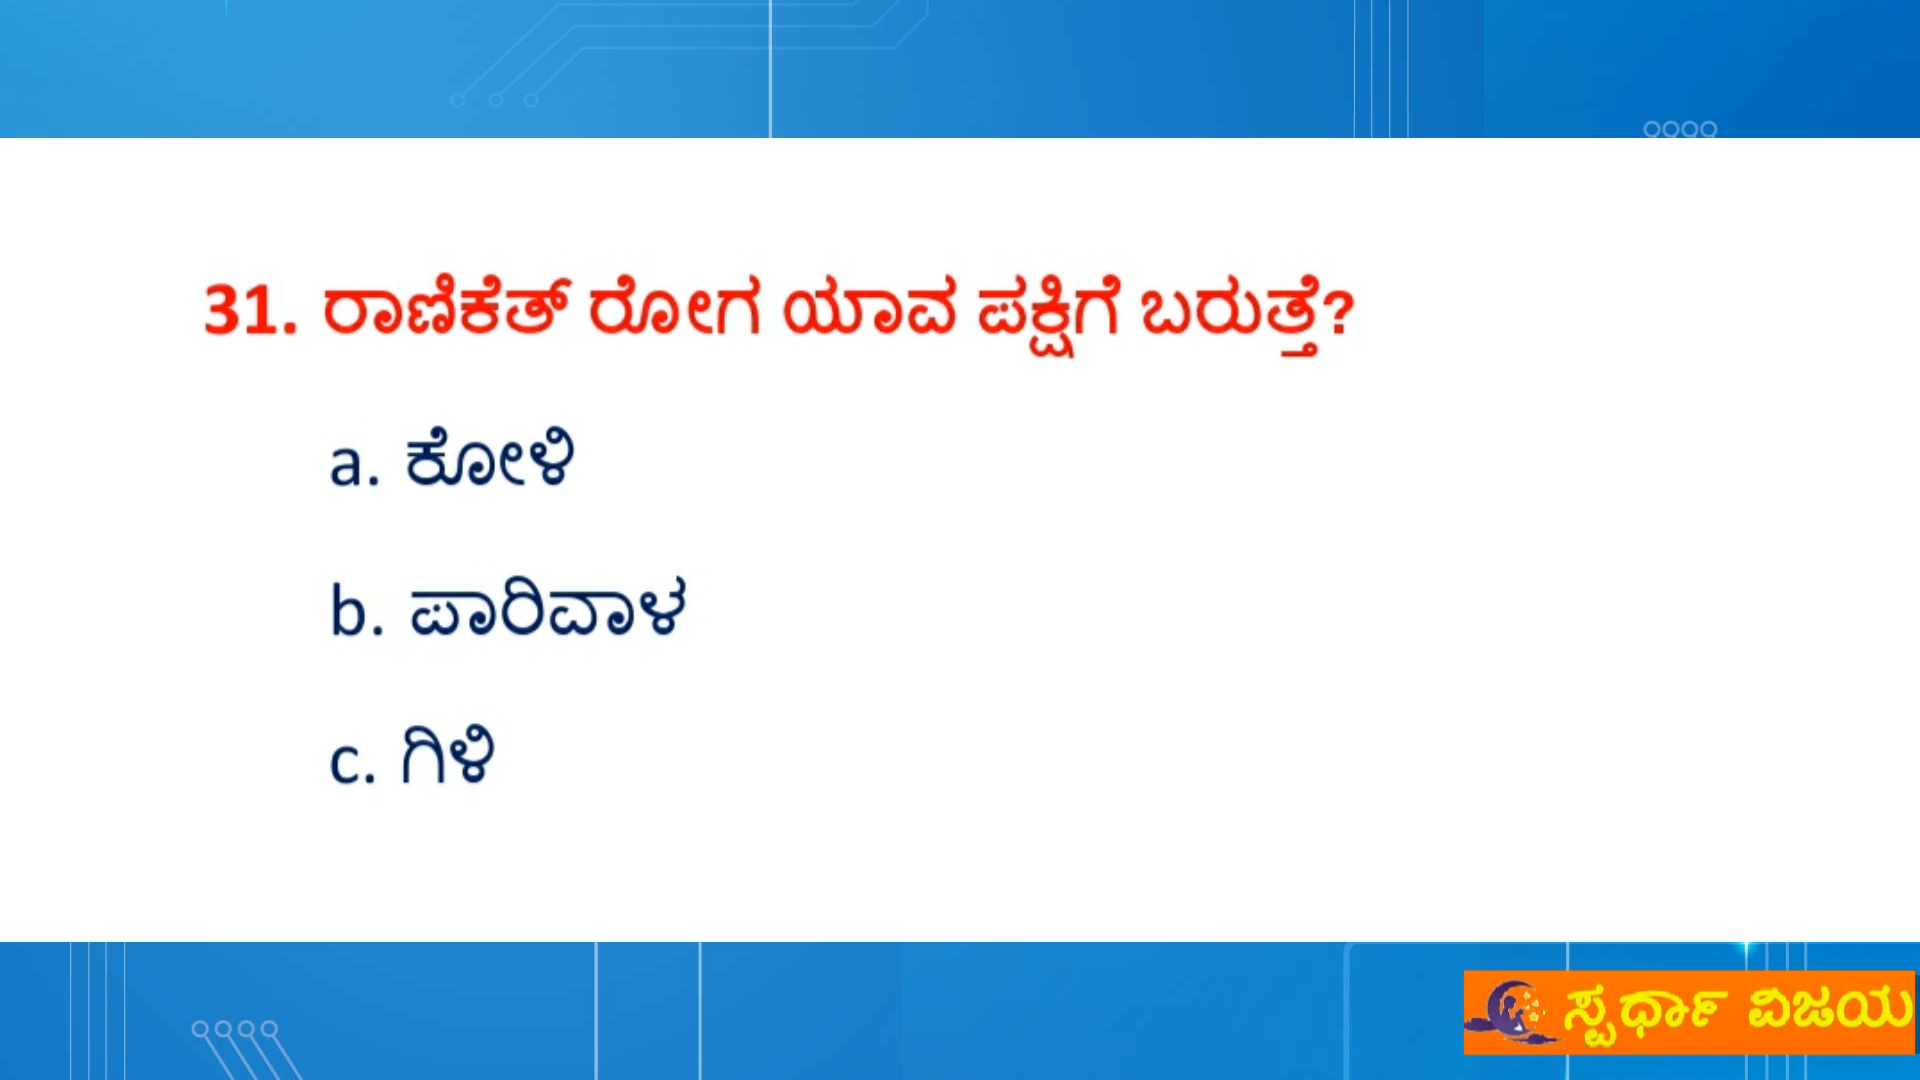 31. ರಾಣಿಕೆತ್ ರೋಗ ಯಾವ ಪಕ್ಷಿಗೆ ಬರುತ್ತೆ?
a. ಕೋಳಿ
b. ಪಾರಿವಾಳ
c. ಗಿಳಿ
ಸ್ಪರ್ಧಾ ವಿಜಯ